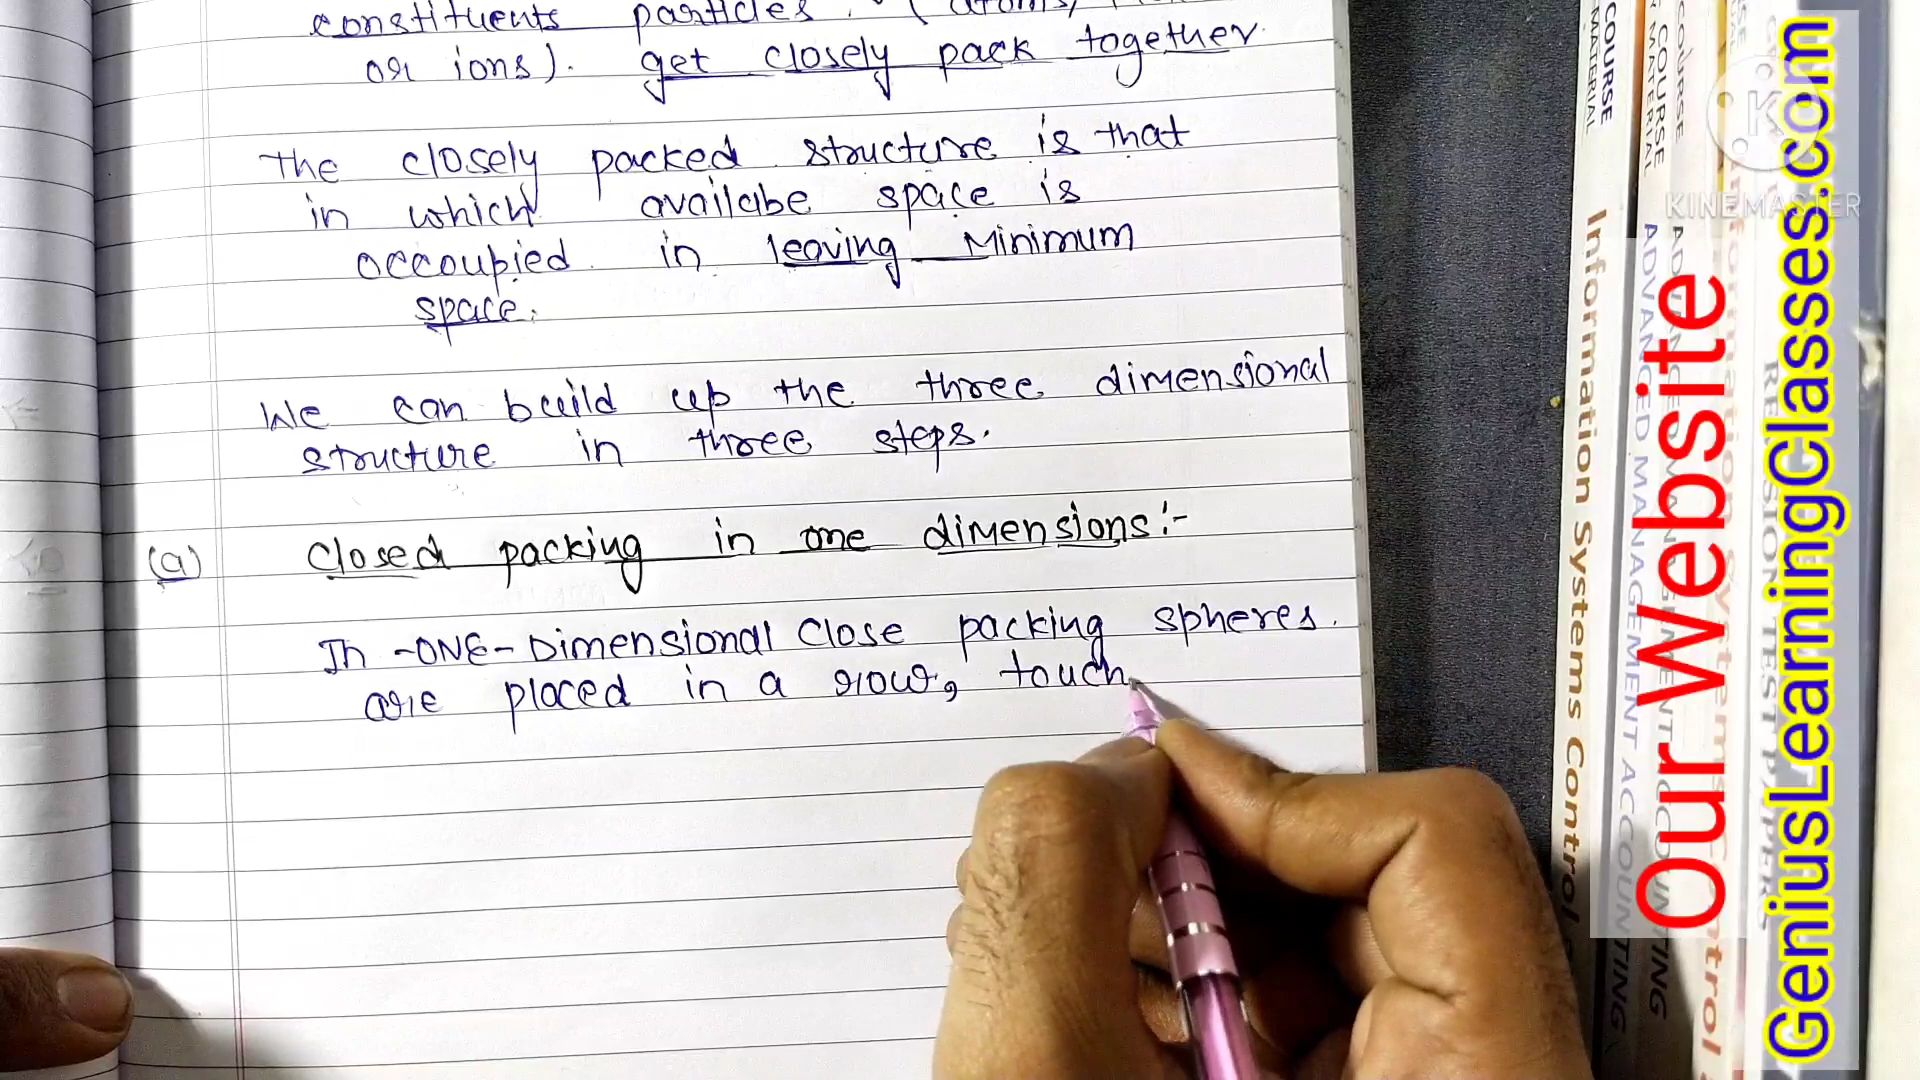 constituents particles. (atoms,
or ions). get closely pack together.
The closely packed structure is that
in which availabe space is
occoupied in leaving Minimum
space.
We can build up the three dimensional
structure in three steps.
(a) Closed packing in one dimensions:-
In -ONE- Dimensional Close packing spheres.
are placed in a row, touch
COURSE
MATERIAL
Information Systems Control
COURSE
MATERIAL
ADVANCED MANAGEMENT ACCOUNTING
KINEMASTER
Our Website
GeniusLearningClasses.com